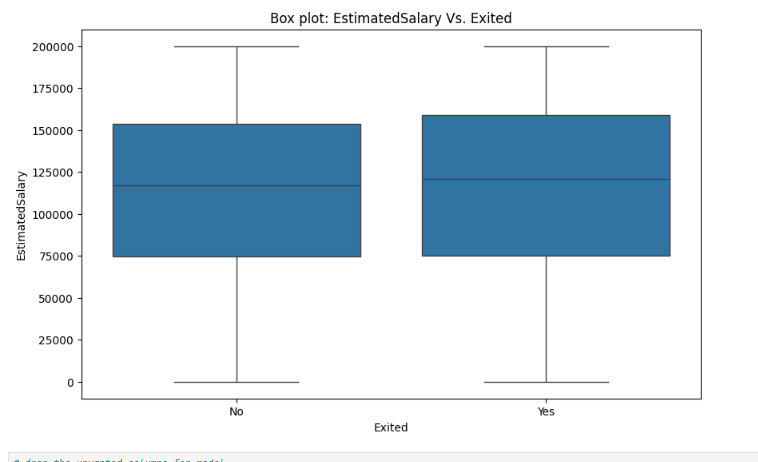 Box plot: EstimatedSalary Vs. Exited
200000
175000
150000
125000
100000
75000
50000
25000
0
EstimatedSalary
No
Yes
Exited